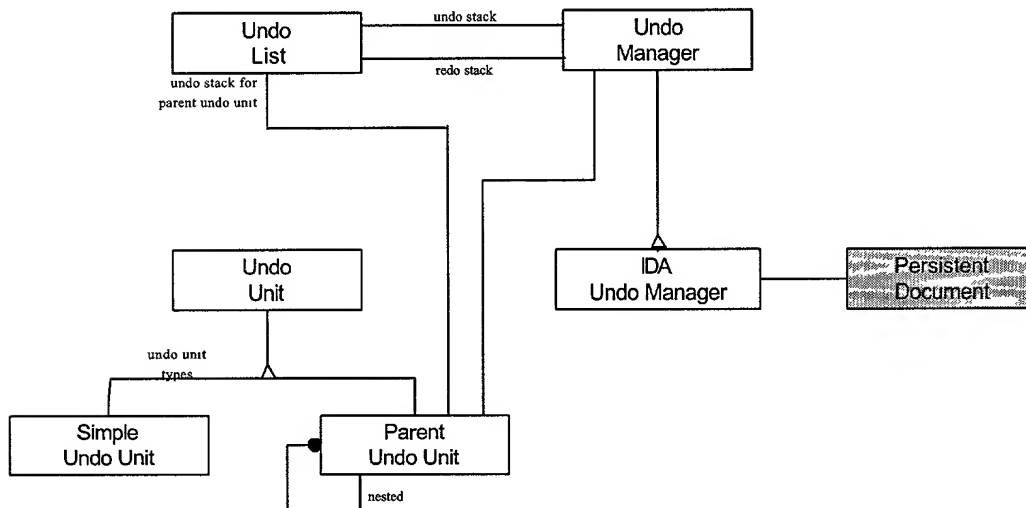 Undo
List
undo stack
redo stack
Undo
Manager
undo stack for
parent undo unit
Undo
Unit
IDA
Undo Manager
Persistent
Document
undo unit
types
Simple
Undo Unit
Parent
Undo Unit
nested